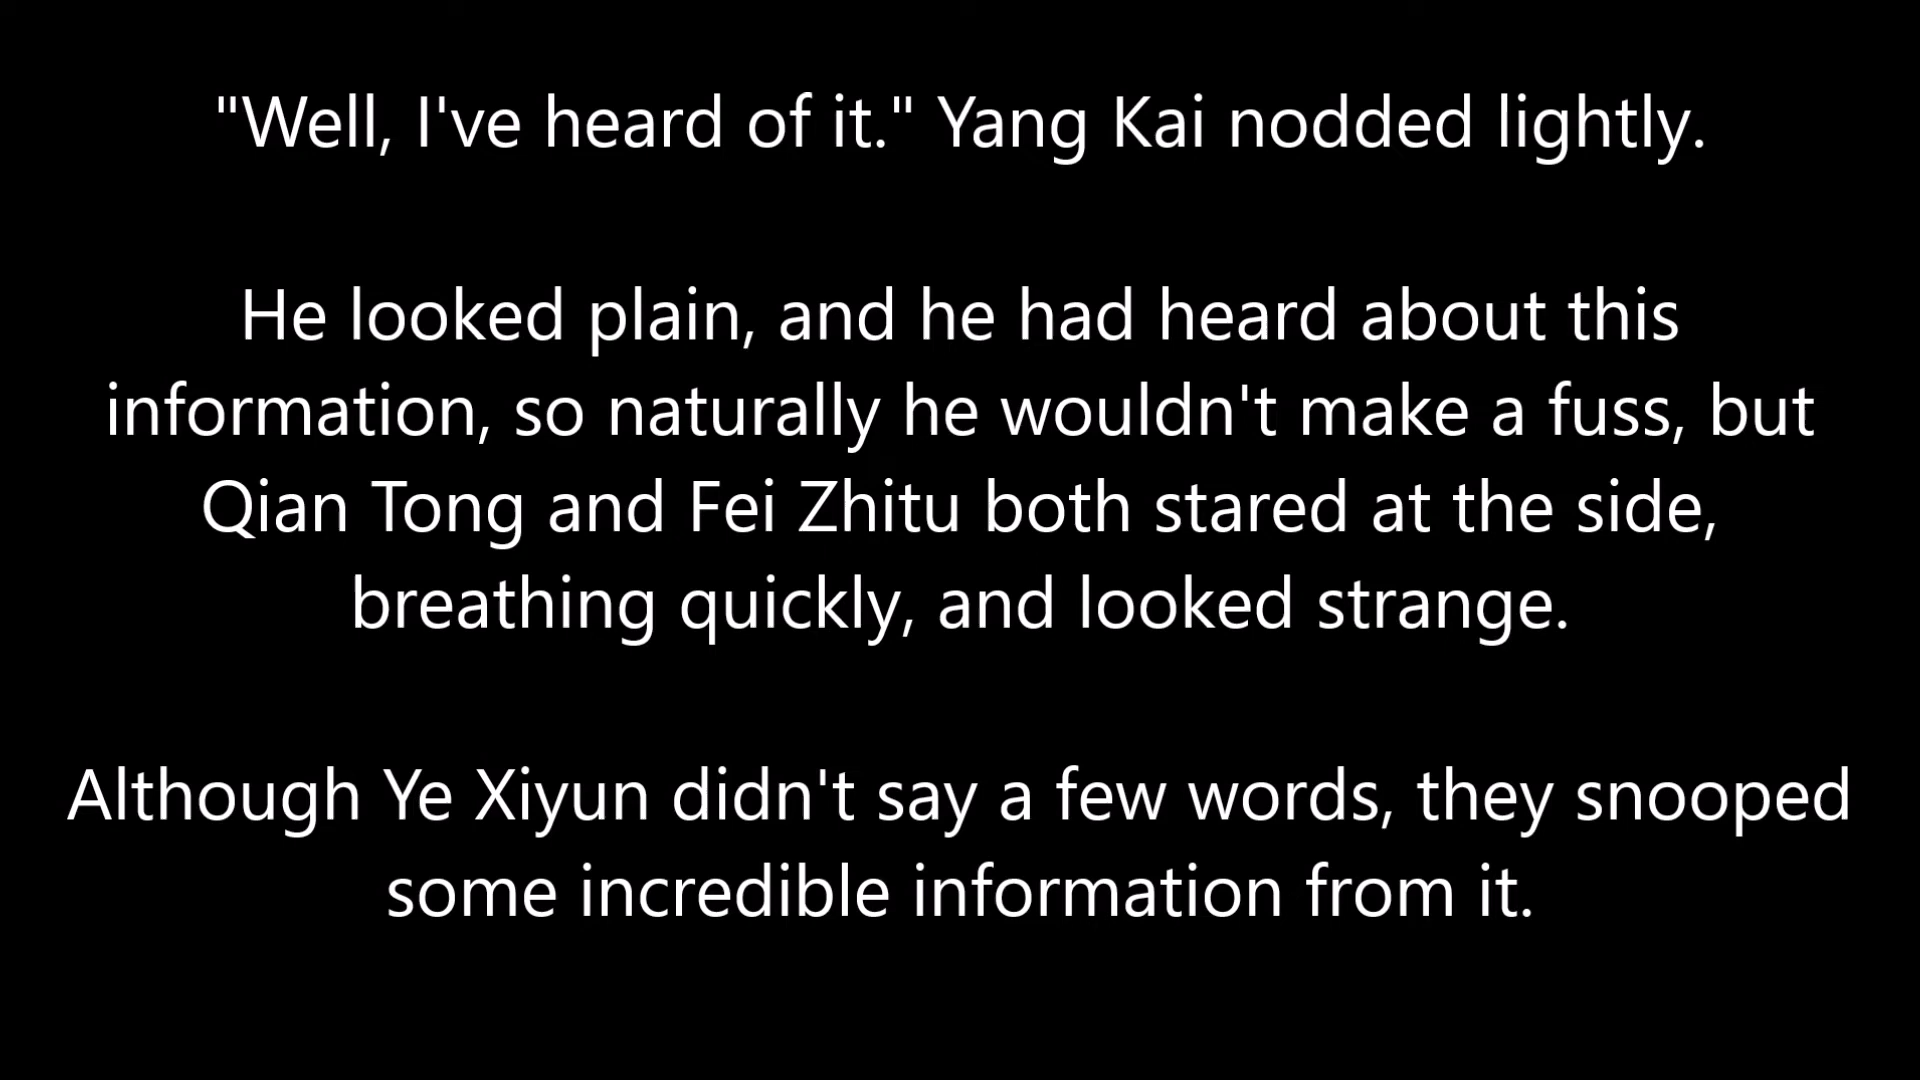 "Well, I've heard of it." Yang Kai nodded lightly.
He looked plain, and he had heard about this
information, so naturally he wouldn't make a fuss, but
Qian Tong and Fei Zhitu both stared at the side,
breathing quickly, and looked strange.
Although Ye Xiyun didn't say a few words, they snooped
some incredible information from it.